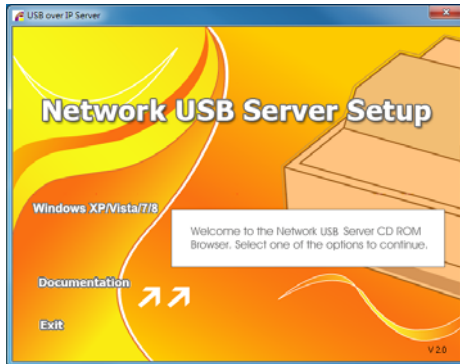 USB over IP Server
Network USB Server Setup
Windows XP/Vista/7/8
Welcome to the Network USB Server CD ROM
Browser. Select one of the options to continue.
Documentation
Exit
V 2.0